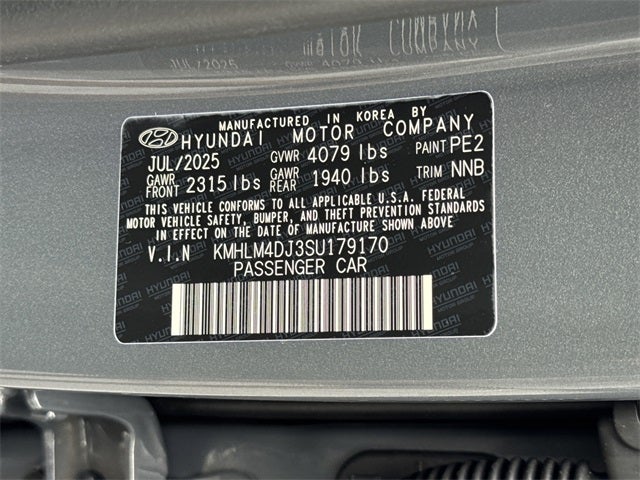 MANUFACTURED IN KOREA BY
HYUNDAI MOTOR COMPANY
JUL/2025 GVWR 4079 lbs PAINT PE2
GAWR FRONT 2315 lbs GAWR REAR 1940 lbs TRIM NNB
THIS VEHICLE CONFORMS TO ALL APPLICABLE U.S.A. FEDERAL
MOTOR VEHICLE SAFETY, BUMPER, AND THEFT PREVENTION STANDARDS
IN EFFECT ON THE DATE OF MANUFACTURE SHOWN ABOVE
V.I.N KMHLM4DJ3SU179170
PASSENGER CAR